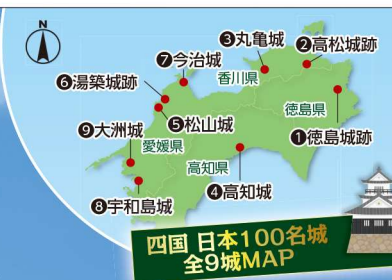 N
③丸亀城
②高松城跡
⑦今治城
香川県
⑥湯築城跡
徳島県
⑨大洲城
⑤松山城
愛媛県
①徳島城跡
高知県
④高知城
⑧宇和島城
四国 日本100名城
全9城MAP